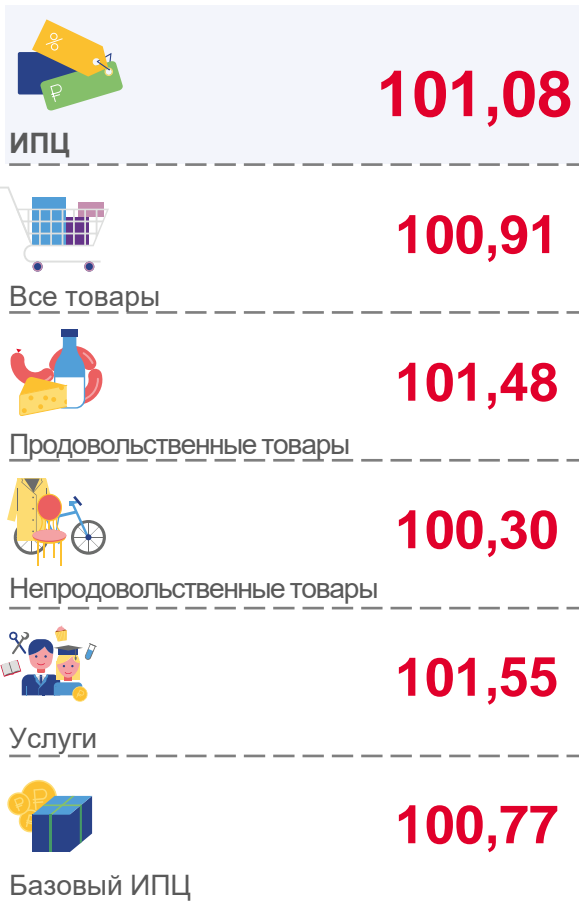 %
₽
101,08
ИПЦ
100,91
Все товары
101,48
Продовольственные товары
100,30
Непродовольственные товары
101,55
Услуги
100,77
Базовый ИПЦ